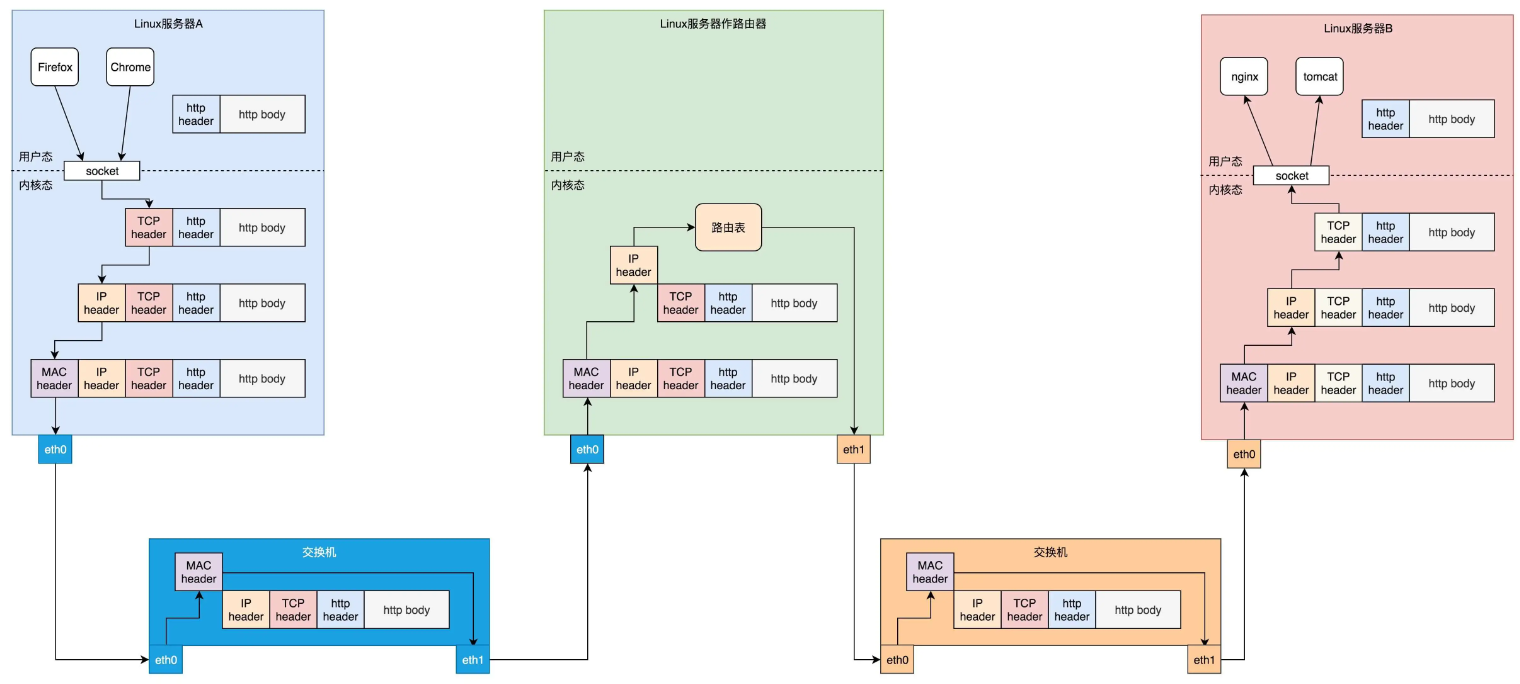 Linux服务器A
Firefox
Chrome
http
header
http body
用户态
socket
内核态
TCP
header
http
header
http body
IP
header
TCP
header
http
header
http body
MAC
header
IP
header
TCP
header
http
header
http body
eth0
交换机
MAC
header
IP
header
TCP
header
http
header
http body
eth0
eth1
Linux服务器作路由器
用户态
内核态
路由表
IP
header
TCP
header
http
header
http body
MAC
header
IP
header
TCP
header
http
header
http body
eth0
eth1
交换机
MAC
header
IP
header
TCP
header
http
header
http body
eth0
eth1
Linux服务器B
nginx
tomcat
http
header
http body
用户态
socket
内核态
TCP
header
http
header
http body
IP
header
TCP
header
http
header
http body
MAC
header
IP
header
TCP
header
http
header
http body
eth0